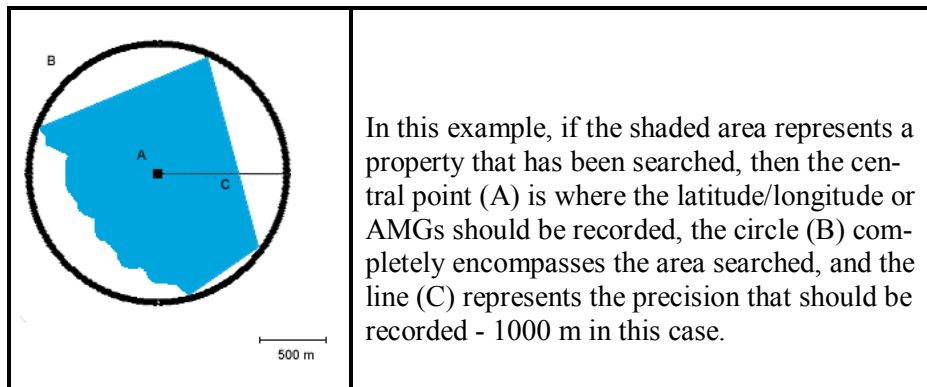 B
A
C
500 m
In this example, if the shaded area represents a
property that has been searched, then the cen-
tral point (A) is where the latitude/longitude or
AMGs should be recorded, the circle (B) com-
pletely encompasses the area searched, and the
line (C) represents the precision that should be
recorded - 1000 m in this case.